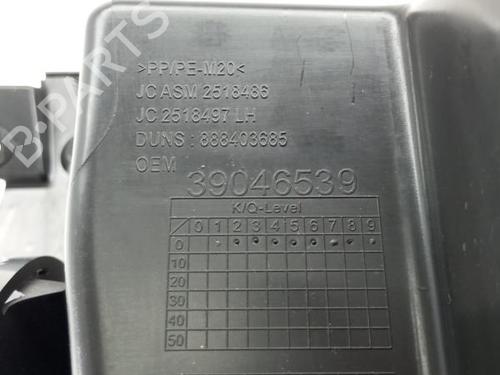 >PP/PE-M20<
JC ASM 2518486
JC 2518497 LH
DUNS : 888403685
OEM
39046539
K/Q-Level
0 1 2 3 4 5 6 7 8 9
0
10
20
30
40
50
B-PARTS